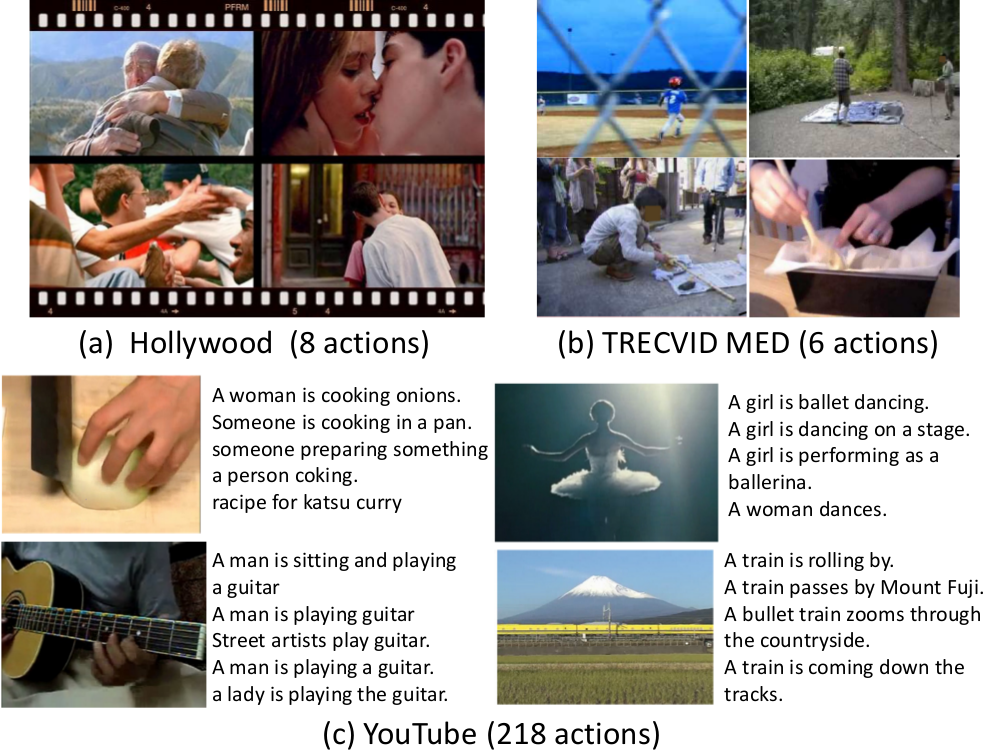 C-400 4 PFRM C-400 4
4 4A 5 4 4A
(a) Hollywood (8 actions)
(b) TRECVID MED (6 actions)
A woman is cooking onions.
Someone is cooking in a pan.
someone preparing something
a person coking.
racipe for katsu curry
A girl is ballet dancing.
A girl is dancing on a stage.
A girl is performing as a
ballerina.
A woman dances.
A man is sitting and playing
a guitar
A man is playing guitar
Street artists play guitar.
A man is playing a guitar.
a lady is playing the guitar.
A train is rolling by.
A train passes by Mount Fuji.
A bullet train zooms through
the countryside.
A train is coming down the
tracks.
(c) YouTube (218 actions)